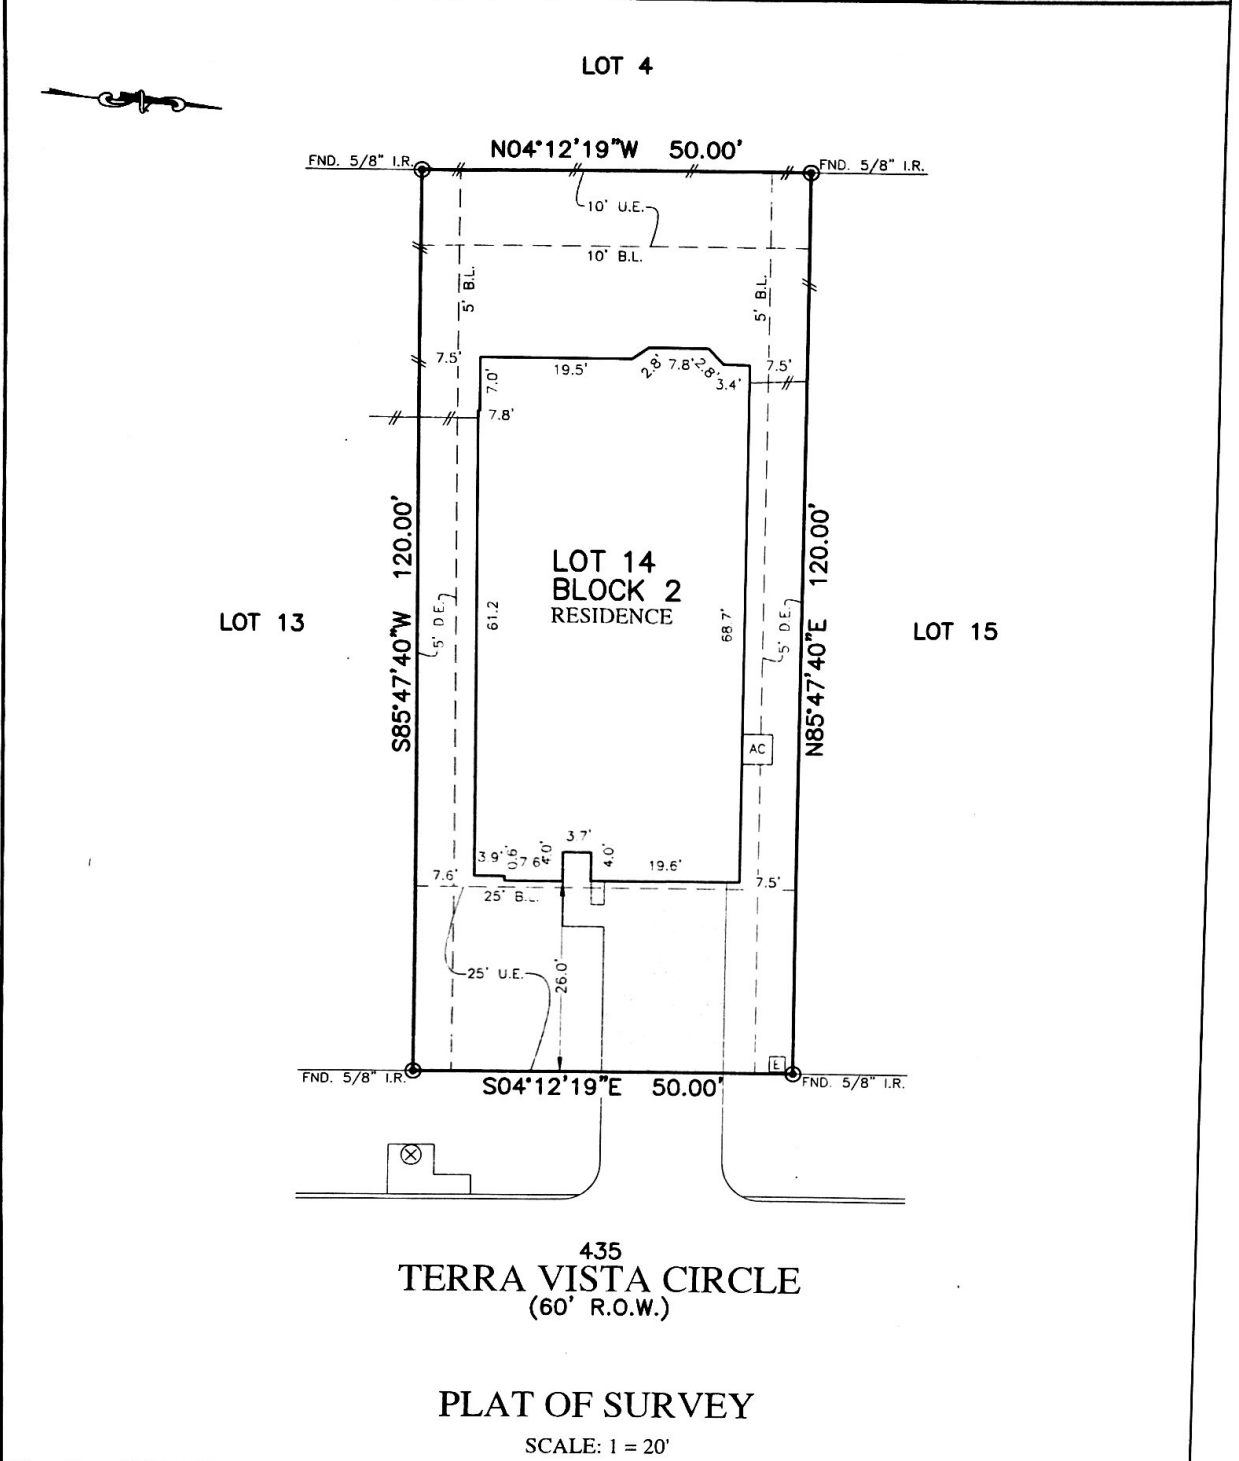 LOT 4
N04°12'19"W 50.00'
FND. 5/8" I.R.
FND. 5/8" I.R.
10' U.E.
10' B.L.
5' B.L.
5' B.L.
7.5'
19.5'
2.8'
7.8'
2.8'
3.4'
7.5'
7.0'
7.8'
S85°47'40"W 120.00'
N85°47'40"E 120.00'
LOT 14
BLOCK 2
RESIDENCE
61.2
68.7'
5' D.E.
5' D.E.
LOT 13
LOT 15
AC
3.7'
3.9'
0.6
7.6
4.0'
4.0'
19.6'
7.6'
7.5'
25' B.L.
25' U.E.
26.0'
E
FND. 5/8" I.R.
S04°12'19"E 50.00'
FND. 5/8" I.R.
435
TERRA VISTA CIRCLE
(60' R.O.W.)
PLAT OF SURVEY
SCALE: 1 = 20'